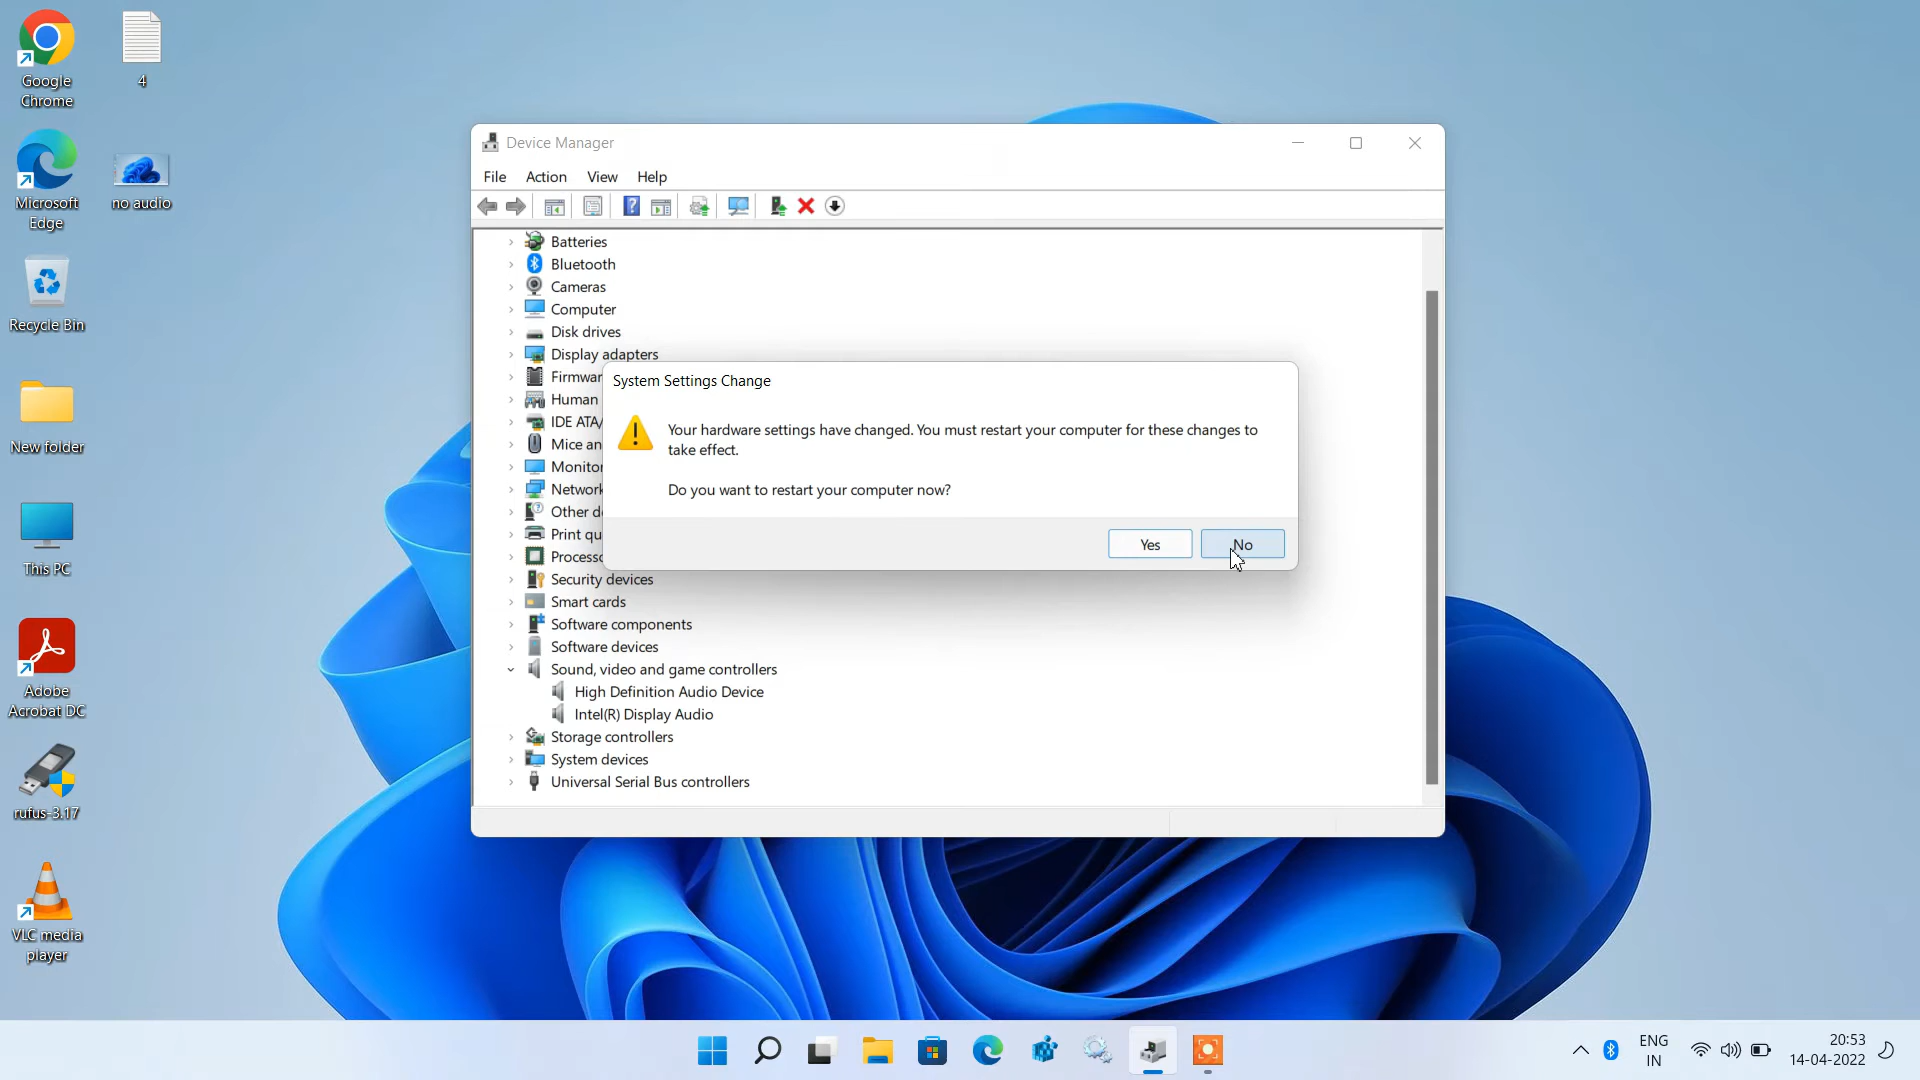 Google
Chrome
4
Microsoft
Edge
no audio
Recycle Bin
New folder
This PC
Adobe
Acrobat DC
rufus-3.17
VLC media
player
Device Manager
File Action View Help
Batteries
Bluetooth
Cameras
Computer
Disk drives
Display adapters
Firmwar
Human
IDE ATA/
Mice an
Monitor
Network
Other d
Print qu
Processo
Security devices
Smart cards
Software components
Software devices
Sound, video and game controllers
High Definition Audio Device
Intel(R) Display Audio
Storage controllers
System devices
Universal Serial Bus controllers
System Settings Change
Your hardware settings have changed. You must restart your computer for these changes to
take effect.
Do you want to restart your computer now?
Yes No
ENG
IN
20:53
14-04-2022